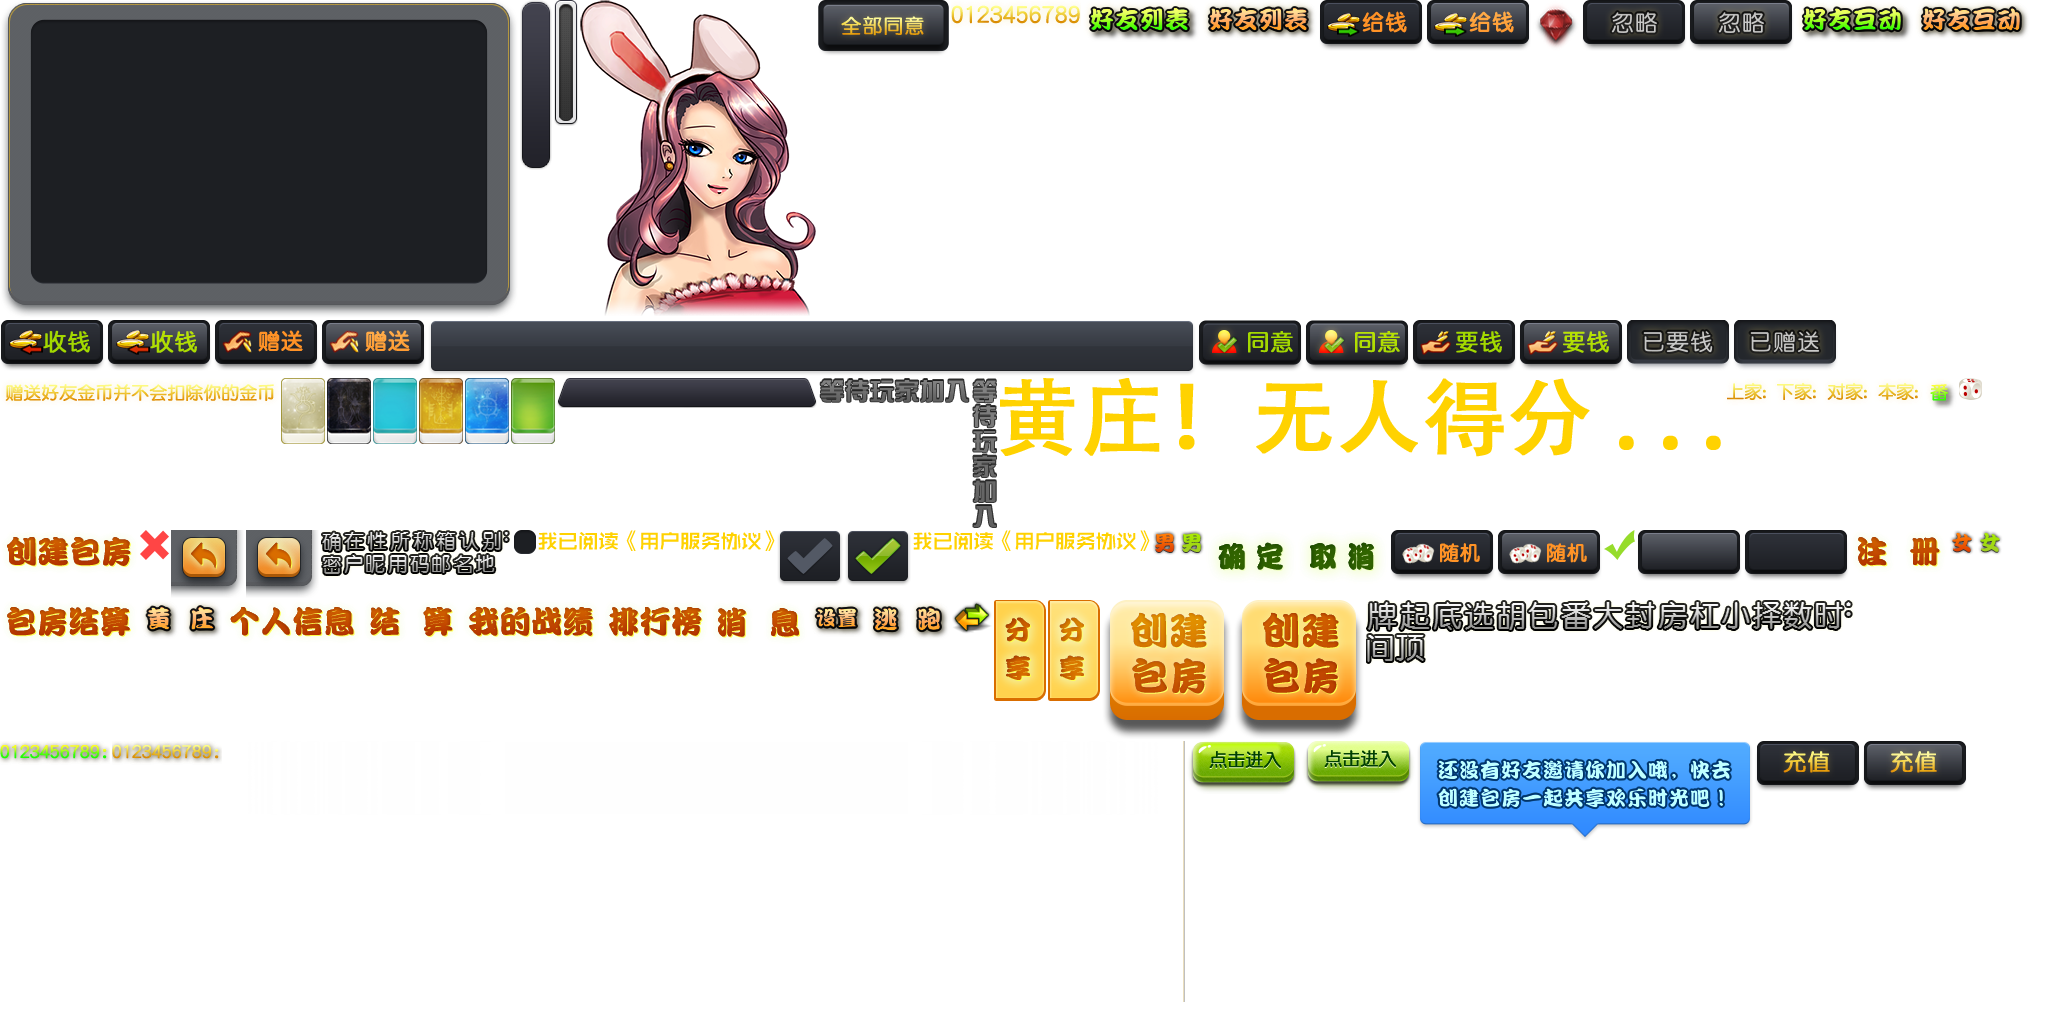 全部同意
0123456789
好友列表
好友列表
给钱
给钱
忽略
忽略
好友互动
好友互动
收钱
收钱
赠送
赠送
同意
同意
要钱
要钱
已要钱
已赠送
赠送好友金币并不会扣除你的金币
等待玩家加入
等待玩家加入
黄庄！无人得分...
上家:
下家:
对家:
本家:
番
创建包房
确在性所称箱认别:
密户昵用码邮名地
我已阅读《用户服务协议》
我已阅读《用户服务协议》
男
男
确定
取消
随机
随机
注册
女
女
包房结算
黄庄
个人信息
结算
我的战绩
排行榜
消息
设置
逃跑
分享
分享
创建包房
创建包房
牌起底选胡包番大封房杠小择数时:
间顶
0123456789.
0123456789.
点击进入
点击进入
还没有好友邀请你加入哦，快去
创建包房一起共享欢乐时光吧！
充值
充值